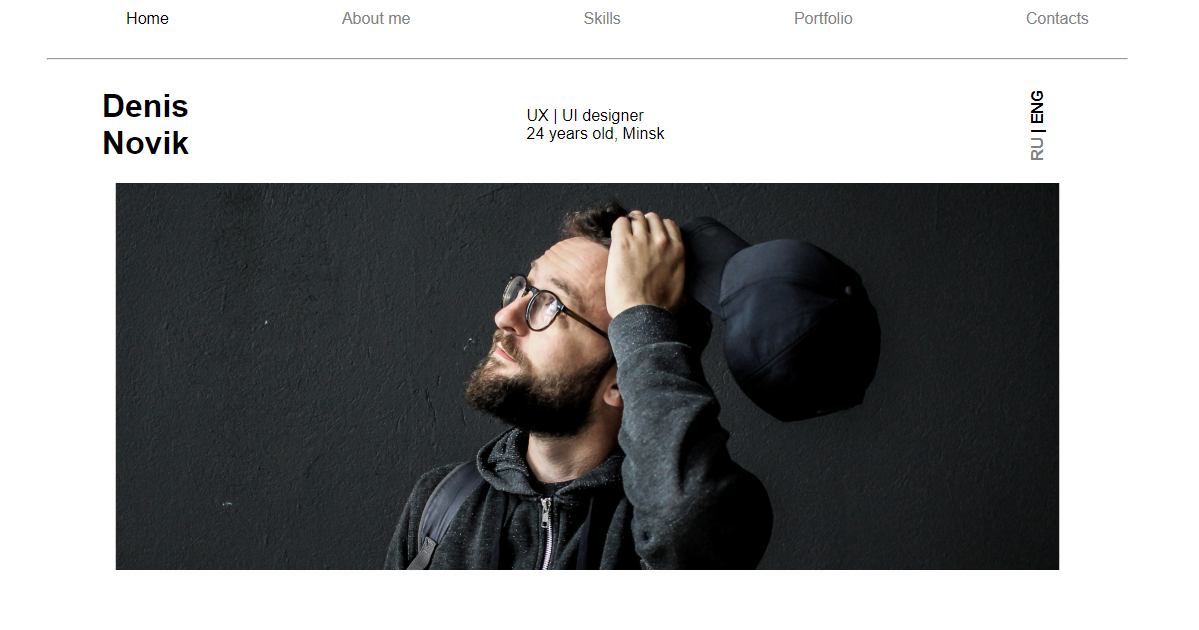 Home About me Skills Portfolio Contacts
Denis
Novik
UX | UI designer
24 years old, Minsk
RU | ENG